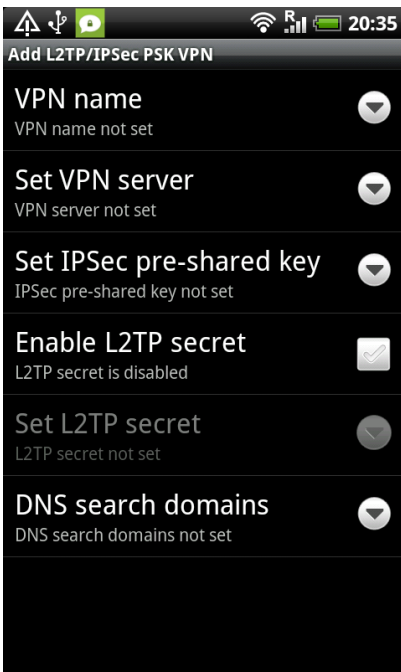 R
20:35
Add L2TP/IPSec PSK VPN
VPN name
VPN name not set
Set VPN server
VPN server not set
Set IPSec pre-shared key
IPSec pre-shared key not set
Enable L2TP secret
L2TP secret is disabled
Set L2TP secret
L2TP secret not set
DNS search domains
DNS search domains not set